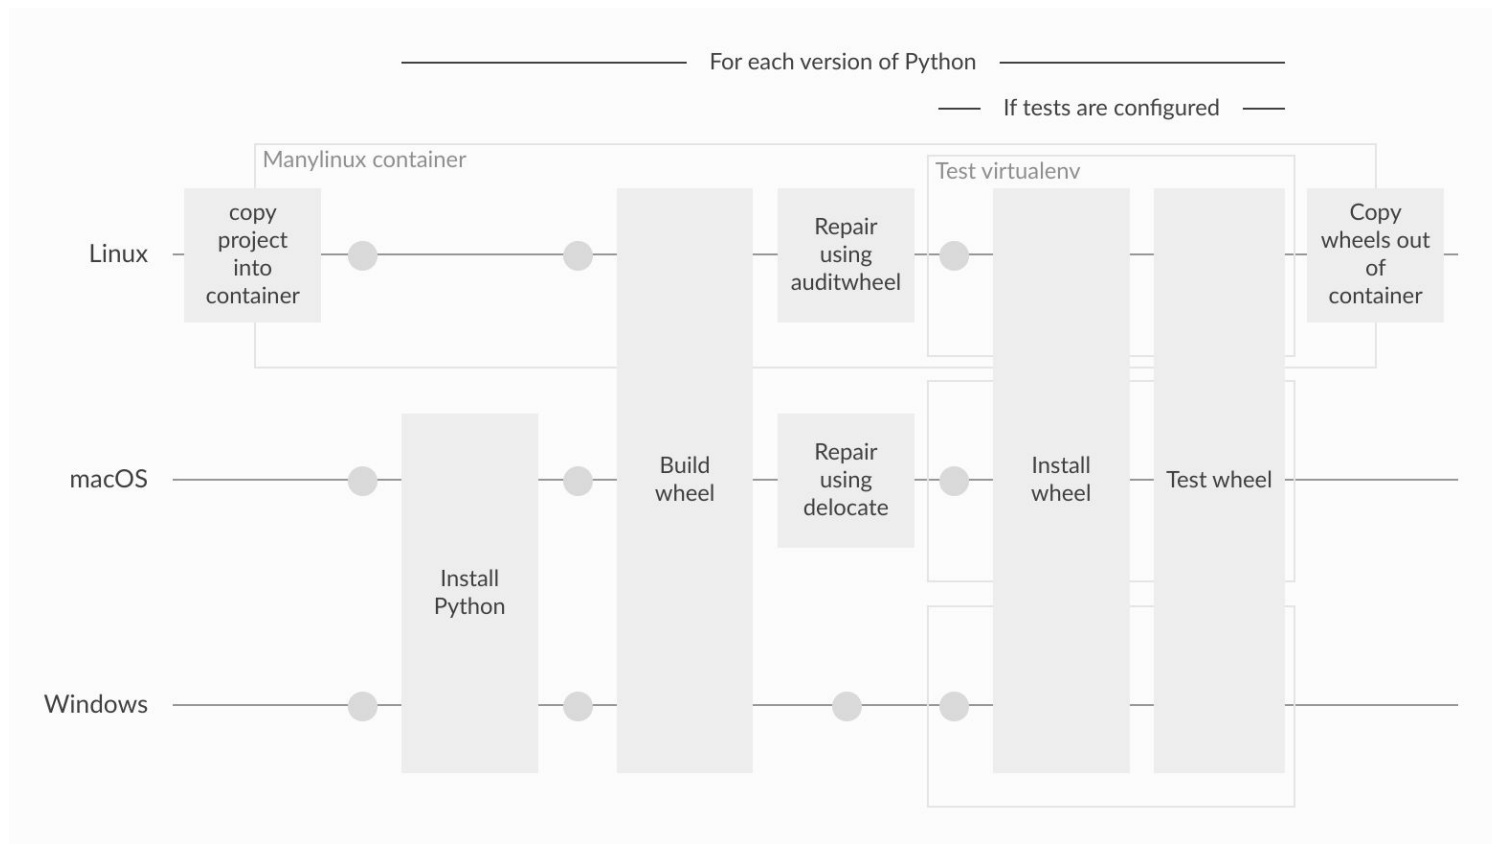 For each version of Python
If tests are configured
Manylinux container
Test virtualenv
Linux
copy
project
into
container
Repair
using
auditwheel
Copy
wheels out
of
container
macOS
Build
wheel
Repair
using
delocate
Install
wheel
Test wheel
Install
Python
Windows